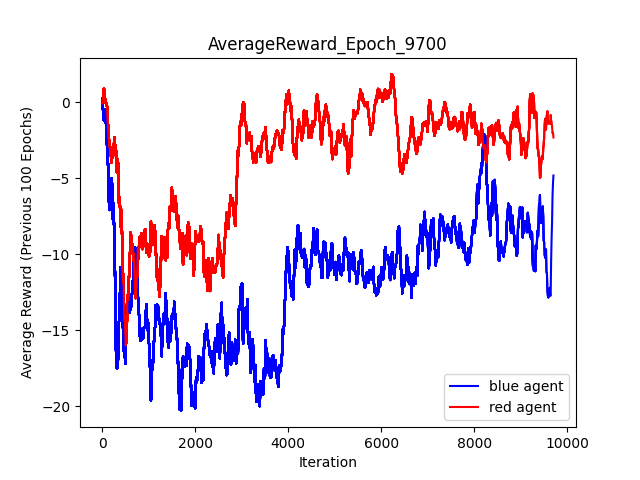 AverageReward_Epoch_9700
Average Reward (Previous 100 Epochs)
0
−5
−10
−15
−20
0
2000
4000
6000
8000
10000
Iteration
blue agent
red agent